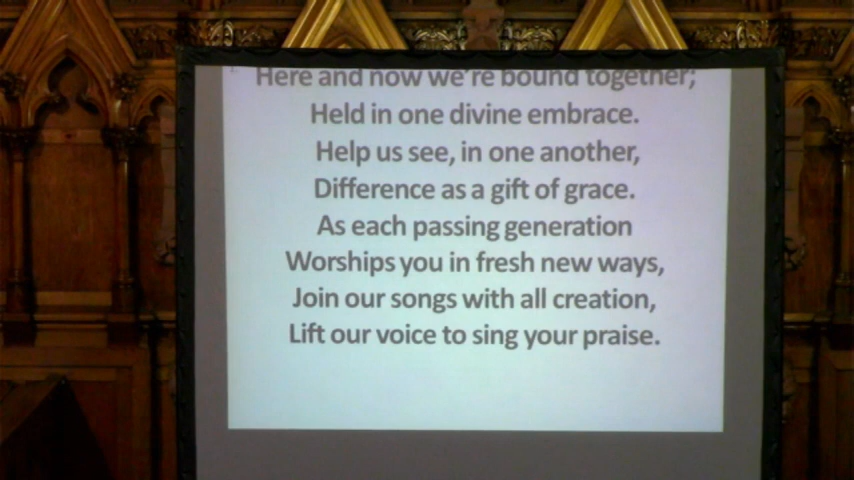 Here and now we're bound together;
Held in one divine embrace.
Help us see, in one another,
Difference as a gift of grace.
As each passing generation
Worships you in fresh new ways,
Join our songs with all creation,
Lift our voice to sing your praise.